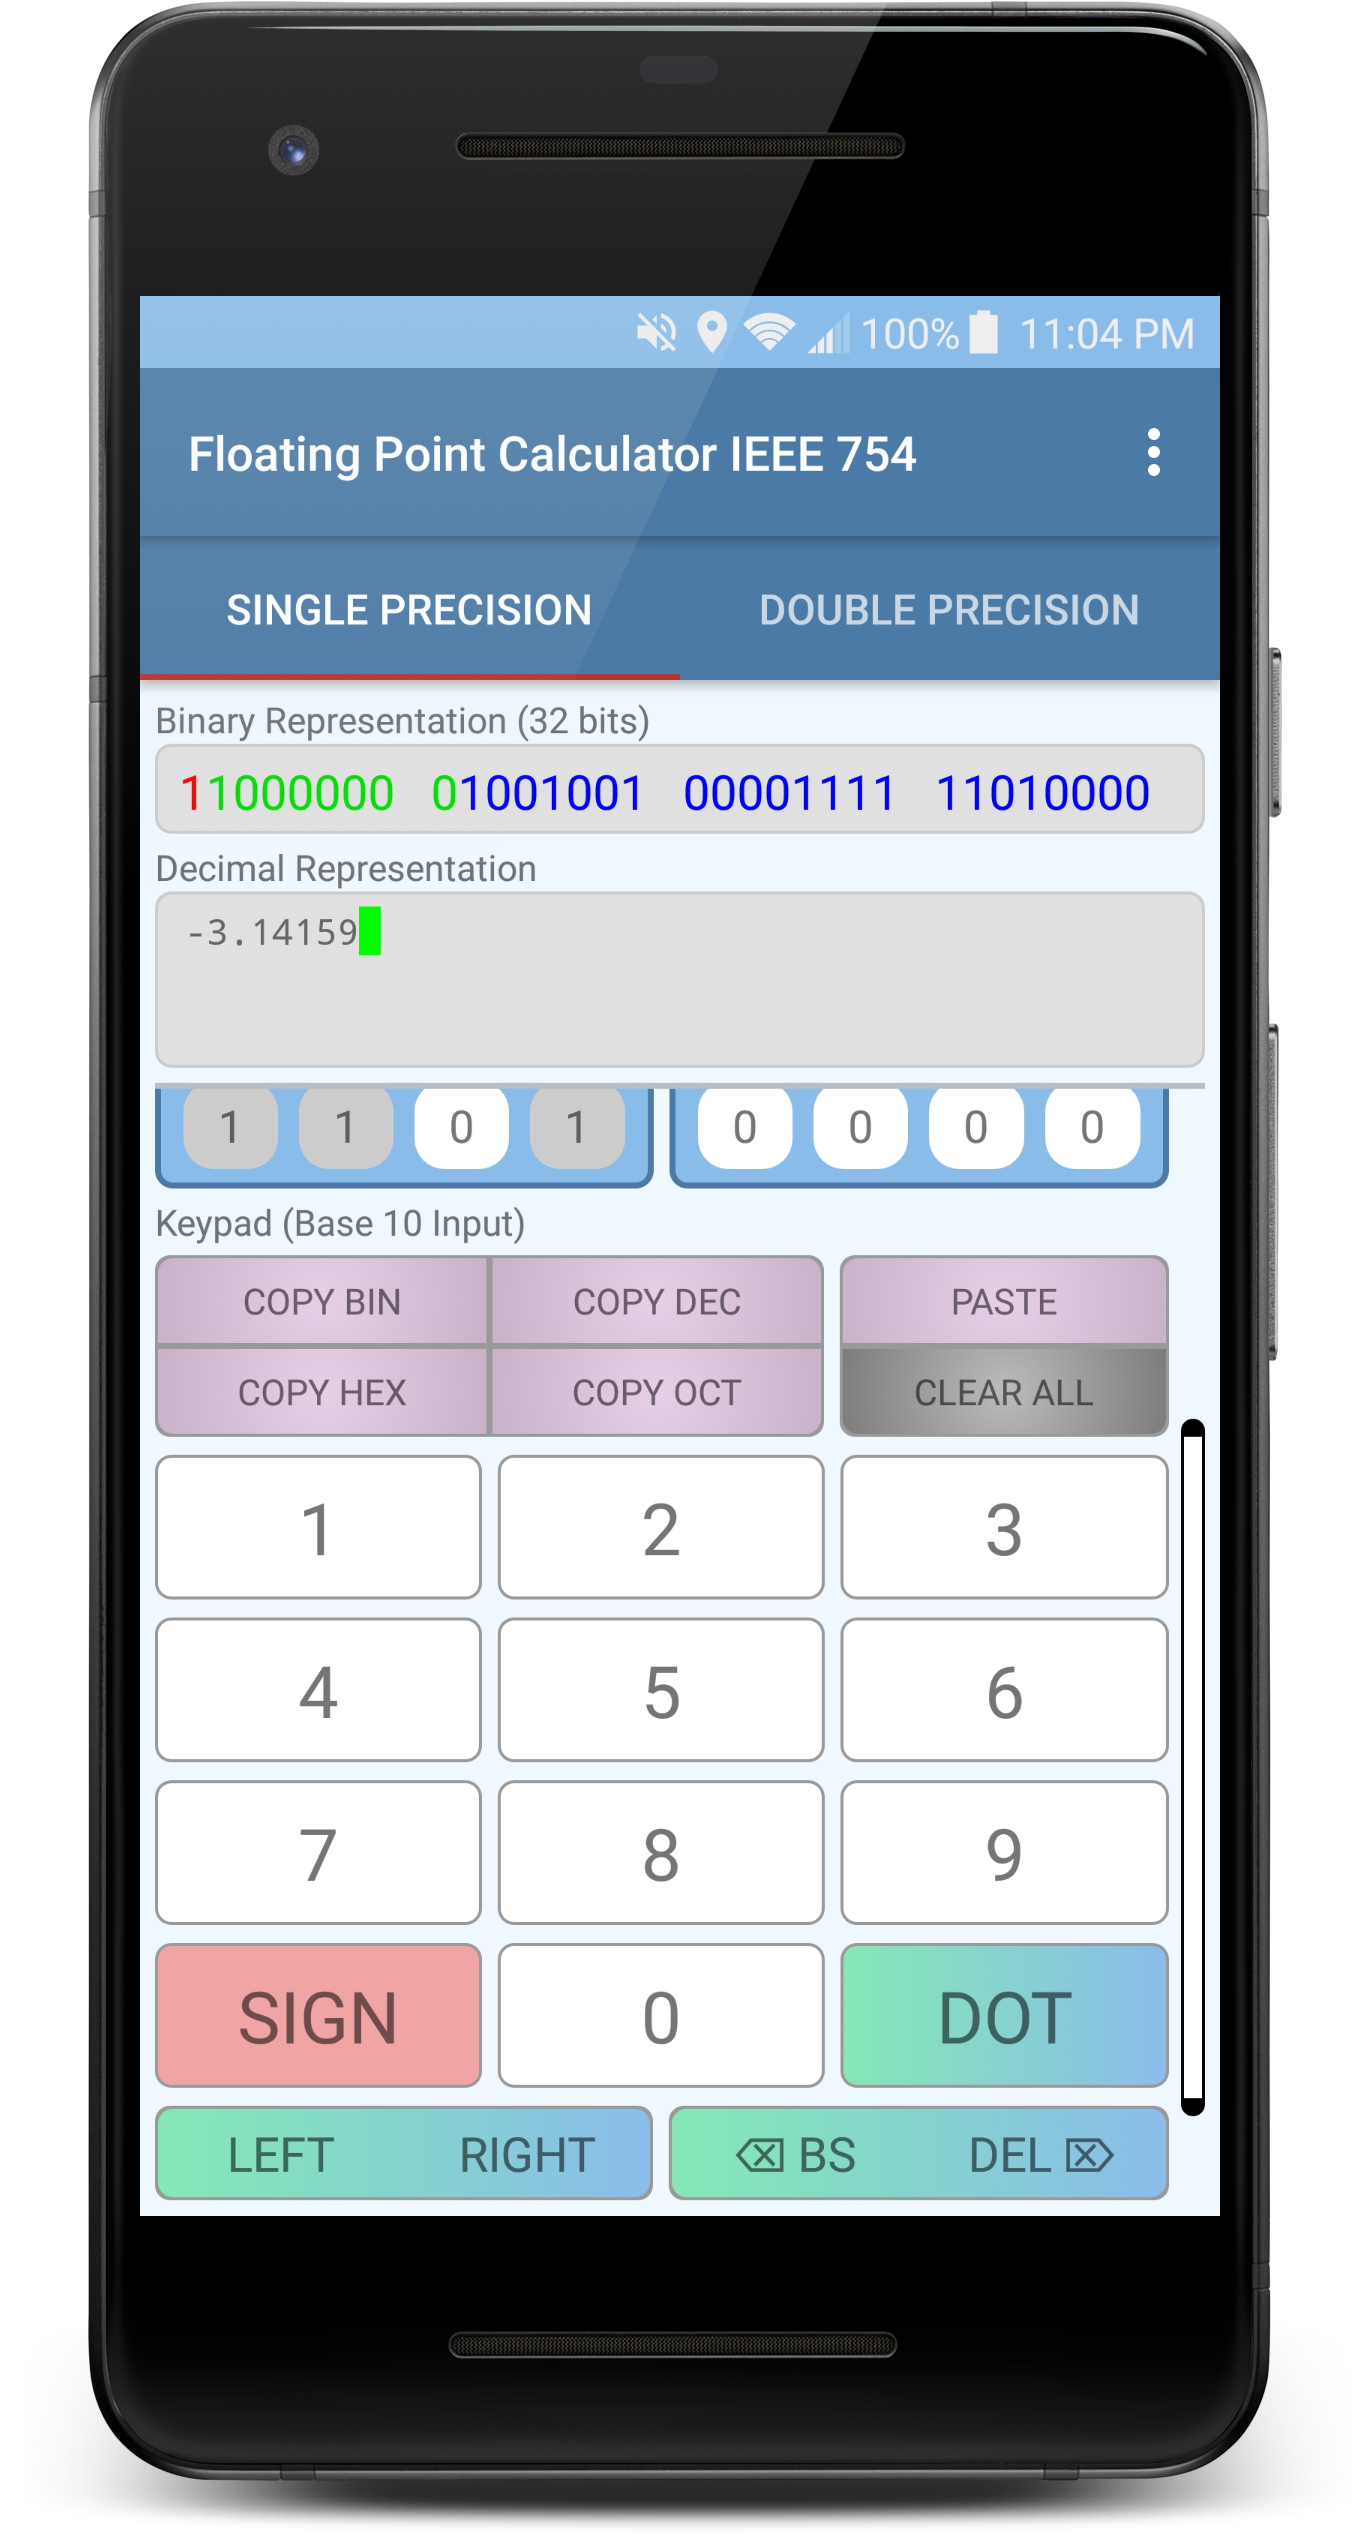 100% 11:04 PM
Floating Point Calculator IEEE 754
SINGLE PRECISION DOUBLE PRECISION
Binary Representation (32 bits)
11000000 01001001 00001111 11010000
Decimal Representation
-3.14159
1 1 0 1 0 0 0 0
Keypad (Base 10 Input)
COPY BIN COPY DEC PASTE
COPY HEX COPY OCT CLEAR ALL
1 2 3
4 5 6
7 8 9
SIGN 0 DOT
LEFT RIGHT BS DEL